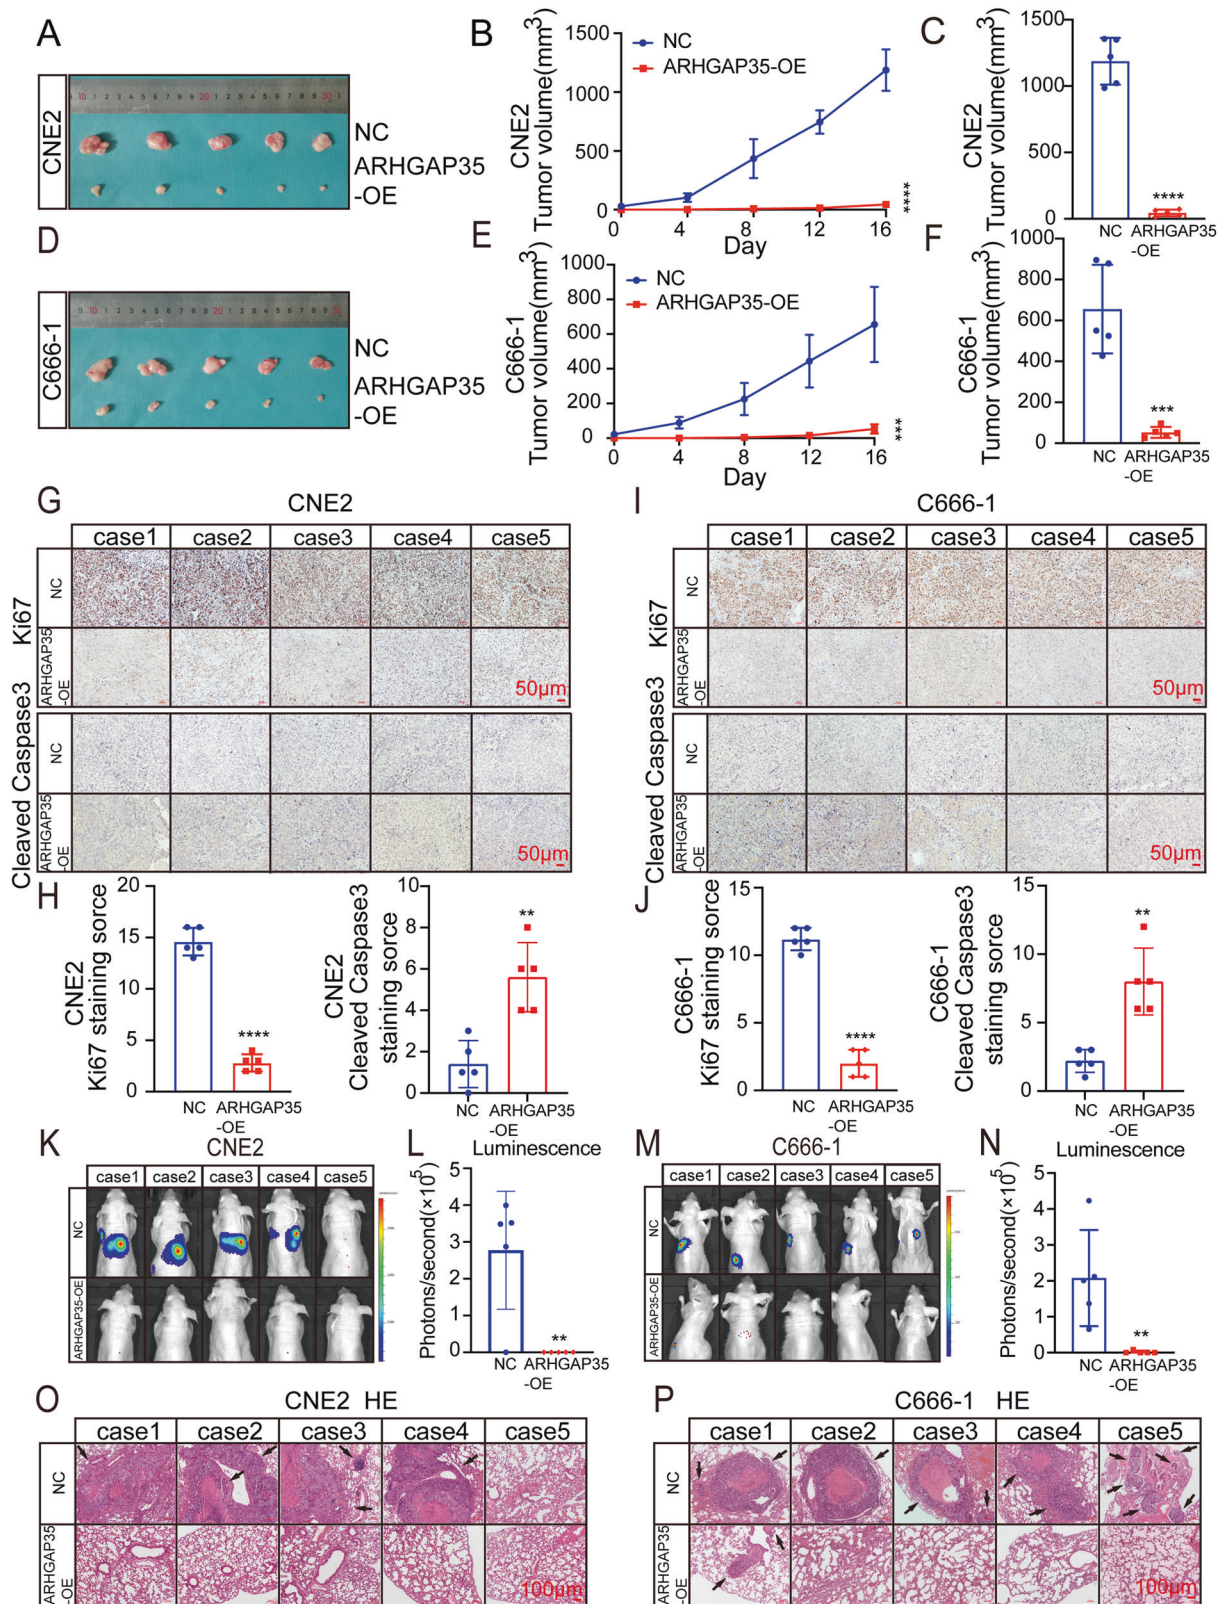 A
CNE2
NC
ARHGAP35
-OE
B
CNE2
Tumor volume(mm3)
1500
1000
500
0
NC
ARHGAP35-OE
0 4 8 12 16
Day
****
C
CNE2
Tumor volume(mm3)
1500
1000
500
0
****
NC ARHGAP35
-OE
D
C666-1
NC
ARHGAP35
-OE
E
C666-1
Tumor volume(mm3)
1000
800
600
400
200
0
NC
ARHGAP35-OE
0 4 8 12 16
Day
***
F
C666-1
Tumor volume(mm3)
1000
800
600
400
200
0
***
NC ARHGAP35
-OE
G
CNE2
case1 case2 case3 case4 case5
Ki67
NC
ARHGAP35
-OE
50μm
Cleaved Caspase3
NC
ARHGAP35
-OE
50μm
I
C666-1
case1 case2 case3 case4 case5
Ki67
NC
ARHGAP35
-OE
50μm
Cleaved Caspase3
NC
ARHGAP35
-OE
50μm
H
CNE2
Ki67 staining sorce
20
15
10
5
0
****
NC ARHGAP35
-OE
CNE2
Cleaved Caspase3
staining sorce
10
8
6
4
2
0
**
NC ARHGAP35
-OE
J
C666-1
Ki67 staining sorce
15
10
5
0
****
NC ARHGAP35
-OE
C666-1
Cleaved Caspase3
staining sorce
15
10
5
0
**
NC ARHGAP35
-OE
K
CNE2
case1 case2 case3 case4 case5
NC
ARHGAP35-OE
L
Luminescence
Photons/second(×105)
5
4
3
2
1
0
**
NC ARHGAP35
-OE
M
C666-1
case1 case2 case3 case4 case5
NC
ARHGAP35-OE
N
Luminescence
Photons/second(×105)
5
4
3
2
1
0
**
NC ARHGAP35
-OE
O
CNE2 HE
case1 case2 case3 case4 case5
NC
ARHGAP35
-OE
100μm
P
C666-1 HE
case1 case2 case3 case4 case5
NC
ARHGAP35
-OE
100μm